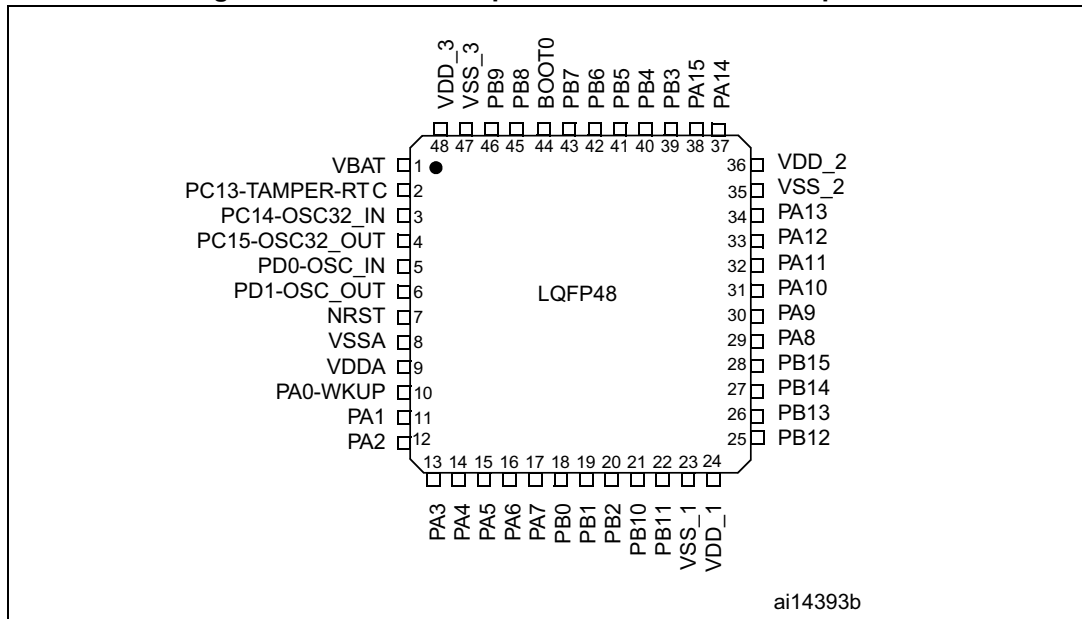 VDD_3
VSS_3
PB9
PB8
BOOT0
PB7
PB6
PB5
PB4
PB3
PA15
PA14
48 47 46 45 44 43 42 41 40 39 38 37
VBAT 1 36 VDD_2
PC13-TAMPER-RTC 2 35 VSS_2
PC14-OSC32_IN 3 34 PA13
PC15-OSC32_OUT 4 33 PA12
PD0-OSC_IN 5 32 PA11
PD1-OSC_OUT 6 LQFP48 31 PA10
NRST 7 30 PA9
VSSA 8 29 PA8
VDDA 9 28 PB15
PA0-WKUP 10 27 PB14
PA1 11 26 PB13
PA2 12 25 PB12
13 14 15 16 17 18 19 20 21 22 23 24
PA3
PA4
PA5
PA6
PA7
PB0
PB1
PB2
PB10
PB11
VSS_1
VDD_1
ai14393b